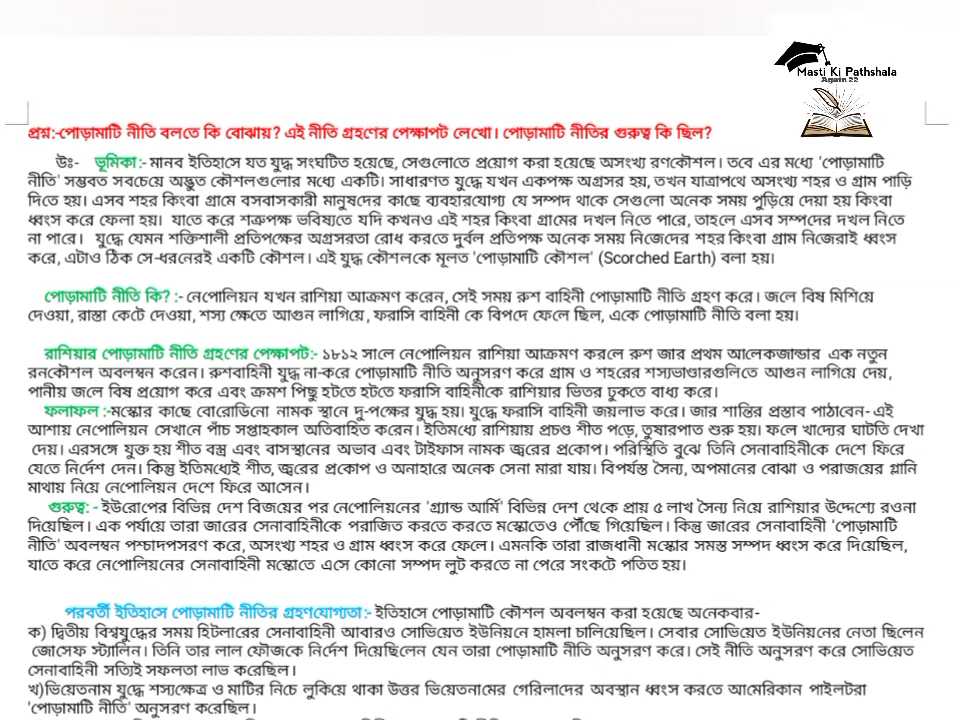 Masti Ki Pathshala
Again 22
প্রশ্ন:-পোড়ামাটি নীতি বলতে কি বোঝায়? এই নীতি গ্রহণের পেক্ষাপট লেখো। পোড়ামাটি নীতির গুরুত্ব কি ছিল?
উঃ- ভূমিকা:- মানব ইতিহাসে যত যুদ্ধ সংঘটিত হয়েছে, সেগুলোতে প্রয়োগ করা হয়েছে অসংখ্য রণকৌশল। তবে এর মধ্যে 'পোড়ামাটি
নীতি' সম্ভবত সবচেয়ে অদ্ভুত কৌশলগুলোর মধ্যে একটি। সাধারণত যুদ্ধে যখন একপক্ষ অগ্রসর হয়, তখন যাত্রাপথে অসংখ্য শহর ও গ্রাম পাড়ি
দিতে হয়। এসব শহর কিংবা গ্রামে বসবাসকারী মানুষদের কাছে ব্যবহারযোগ্য যে সম্পদ থাকে সেগুলো অনেক সময় পুড়িয়ে দেয়া হয় কিংবা
ধ্বংস করে ফেলা হয়। যাতে করে শত্রুপক্ষ ভবিষ্যতে যদি কখনও এই শহর কিংবা গ্রামের দখল নিতে পারে, তাহলে এসব সম্পদের দখল নিতে
না পারে। যুদ্ধে যেমন শক্তিশালী প্রতিপক্ষের অগ্রসরতা রোধ করতে দুর্বল প্রতিপক্ষ অনেক সময় নিজেদের শহর কিংবা গ্রাম নিজেরাই ধ্বংস
করে, এটাও ঠিক সে-ধরনেরই একটি কৌশল। এই যুদ্ধ কৌশলকে মূলত 'পোড়ামাটি কৌশল' (Scorched Earth) বলা হয়।
পোড়ামাটি নীতি কি? :- নেপোলিয়ন যখন রাশিয়া আক্রমণ করেন, সেই সময় রুশ বাহিনী পোড়ামাটি নীতি গ্রহণ করে। জলে বিষ মিশিয়ে
দেওয়া, রাস্তা কেটে দেওয়া, শস্য ক্ষেতে আগুন লাগিয়ে, ফরাসি বাহিনী কে বিপদে ফেলে ছিল, একে পোড়ামাটি নীতি বলা হয়।
রাশিয়ার পোড়ামাটি নীতি গ্রহণের পেক্ষাপট:- ১৮১২ সালে নেপোলিয়ন রাশিয়া আক্রমণ করলে রুশ জার প্রথম আলেকজান্ডার এক নতুন
রনকৌশল অবলম্বন করেন। রুশবাহিনী যুদ্ধ না-করে পোড়ামাটি নীতি অনুসরণ করে গ্রাম ও শহরের শস্যভাণ্ডারগুলিতে আগুন লাগিয়ে দেয়,
পানীয় জলে বিষ প্রয়োগ করে এবং ক্রমশ পিছু হটতে হটতে ফরাসি বাহিনীকে রাশিয়ার ভিতর ঢুকতে বাধ্য করে।
ফলাফল :-মস্কোর কাছে বোরোডিনো নামক স্থানে দু-পক্ষের যুদ্ধ হয়। যুদ্ধে ফরাসি বাহিনী জয়লাভ করে। জার শান্তির প্রস্তাব পাঠাবেন- এই
আশায় নেপোলিয়ন সেখানে পাঁচ সপ্তাহকাল অতিবাহিত করেন। ইতিমধ্যে রাশিয়ায় প্রচণ্ড শীত পড়ে, তুষারপাত শুরু হয়। ফলে খাদ্যের ঘাটতি দেখা
দেয়। এরসঙ্গে যুক্ত হয় শীত বস্ত্র এবং বাসস্থানের অভাব এবং টাইফাস নামক জ্বরের প্রকোপ। পরিস্থিতি বুঝে তিনি সেনাবাহিনীকে দেশে ফিরে
যেতে নির্দেশ দেন। কিন্তু ইতিমধ্যেই শীত, জ্বরের প্রকোপ ও অনাহারে অনেক সেনা মারা যায়। বিপর্যস্ত সৈন্য, অপমানের বোঝা ও পরাজয়ের গ্লানি
মাথায় নিয়ে নেপোলিয়ন দেশে ফিরে আসেন।
গুরুত্ব: - ইউরোপের বিভিন্ন দেশ বিজয়ের পর নেপোলিয়নের 'গ্র্যান্ড আর্মি' বিভিন্ন দেশ থেকে প্রায় ৫ লাখ সৈন্য নিয়ে রাশিয়ার উদ্দেশ্যে রওনা
দিয়েছিল। এক পর্যায়ে তারা জারের সেনাবাহিনীকে পরাজিত করতে করতে মস্কোতেও পৌঁছে গিয়েছিল। কিন্তু জারের সেনাবাহিনী 'পোড়ামাটি
নীতি' অবলম্বন পশ্চাদপসরণ করে, অসংখ্য শহর ও গ্রাম ধ্বংস করে ফেলে। এমনকি তারা রাজধানী মস্কোর সমস্ত সম্পদ ধ্বংস করে দিয়েছিল,
যাতে করে নেপোলিয়নের সেনাবাহিনী মস্কোতে এসে কোনো সম্পদ লুট করতে না পেরে সংকটে পতিত হয়।
পরবর্তী ইতিহাসে পোড়ামাটি নীতির গ্রহণযোগ্যতা:- ইতিহাসে পোড়ামাটি কৌশল অবলম্বন করা হয়েছে অনেকবার-
ক) দ্বিতীয় বিশ্বযুদ্ধের সময় হিটলারের সেনাবাহিনী আবারও সোভিয়েত ইউনিয়নে হামলা চালিয়েছিল। সেবার সোভিয়েত ইউনিয়নের নেতা ছিলেন
জোসেফ স্ট্যালিন। তিনি তার লাল ফৌজকে নির্দেশ দিয়েছিলেন যেন তারা পোড়ামাটি নীতি অনুসরণ করে। সেই নীতি অনুসরণ করে সোভিয়েত
সেনাবাহিনী সত্যিই সফলতা লাভ করেছিল।
খ)ভিয়েতনাম যুদ্ধে শস্যক্ষেত্র ও মাটির নিচে লুকিয়ে থাকা উত্তর ভিয়েতনামের গেরিলাদের অবস্থান ধ্বংস করতে আমেরিকান পাইলটরা
'পোড়ামাটি নীতি' অনুসরণ করেছিল।